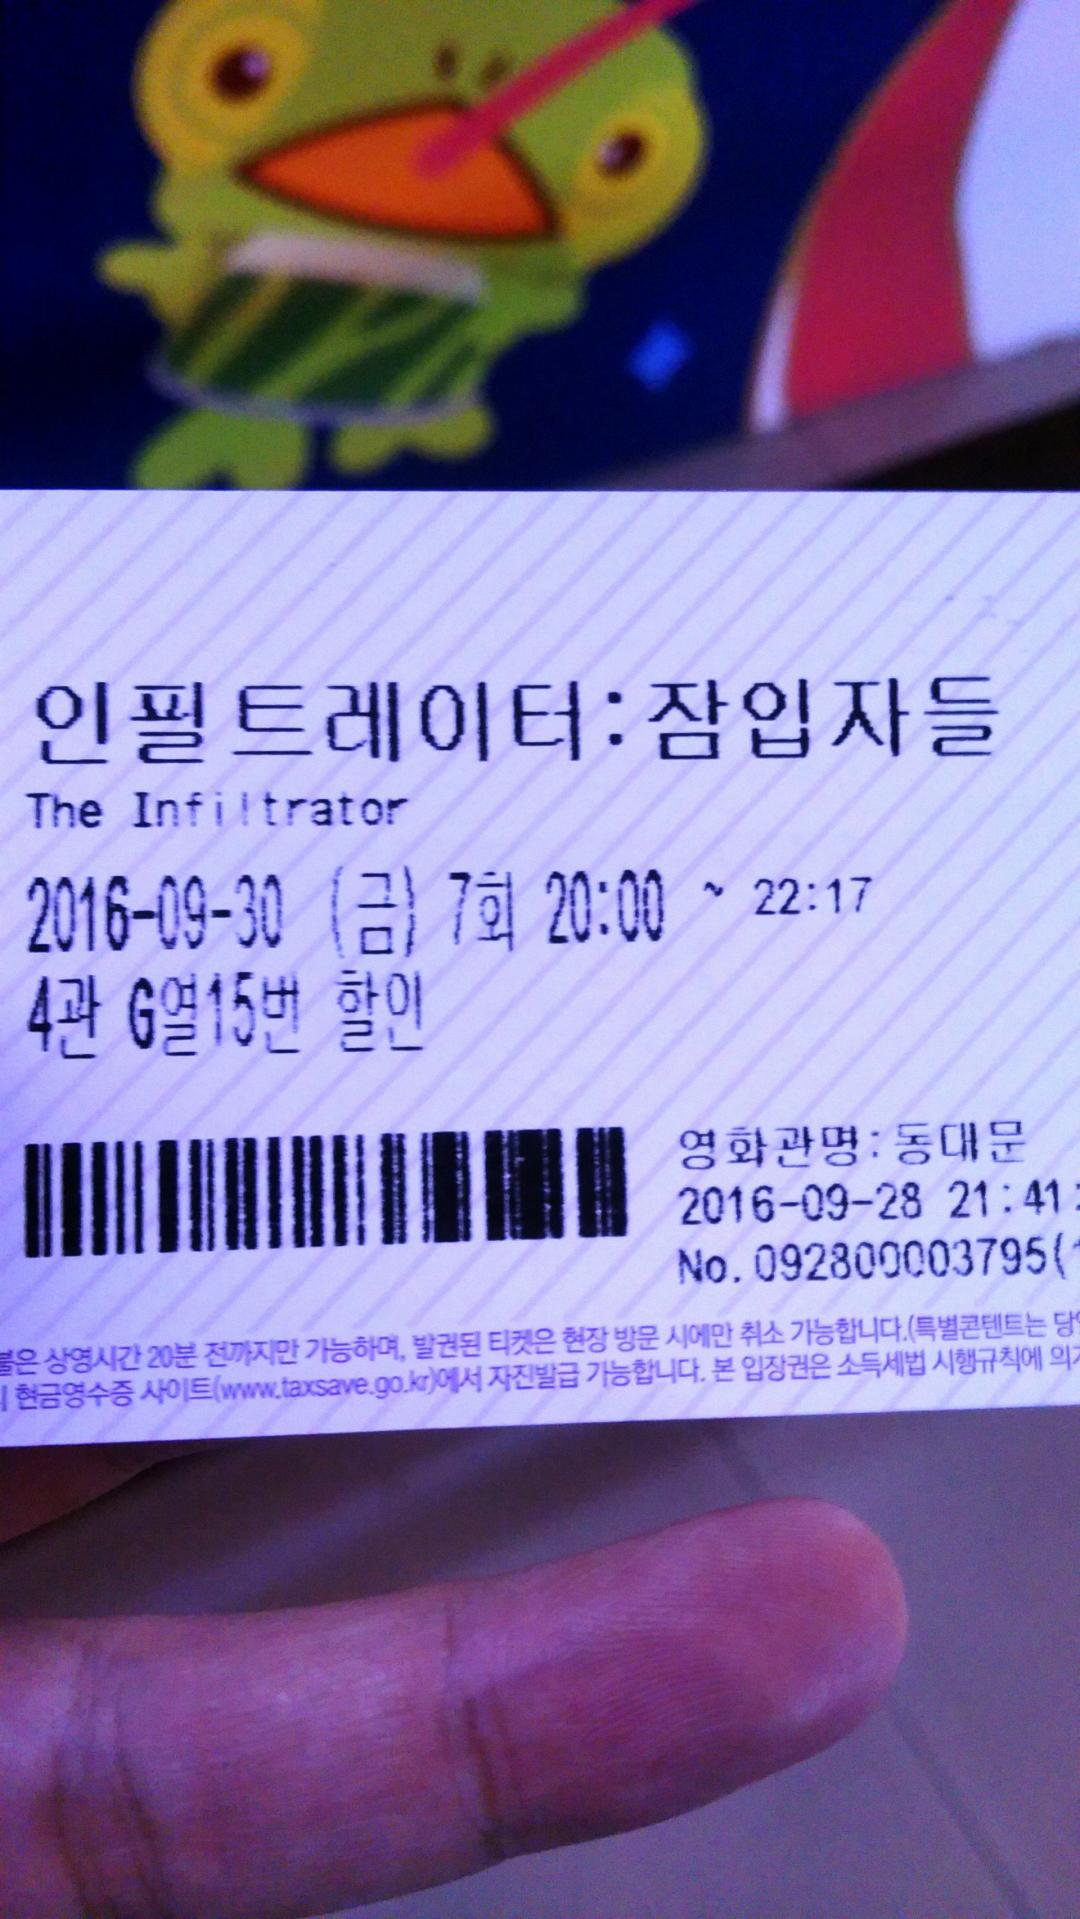 인필트레이터:잠입자들
The Infiltrator
2016-09-30 (금) 7회 20:00 ~ 22:17
4관 G열15번 할인
영화관명:동대문
2016-09-28 21:41:
No.092800003795(1
불은 상영시간 20분 전까지만 가능하며, 발권된 티켓은 현장 방문 시에만 취소 가능합니다.(특별콘텐트는
현금영수증 사이트(www.taxsave.go.kr)에서 자진발급 가능합니다. 본 입장권은 소득세법 시행규칙에